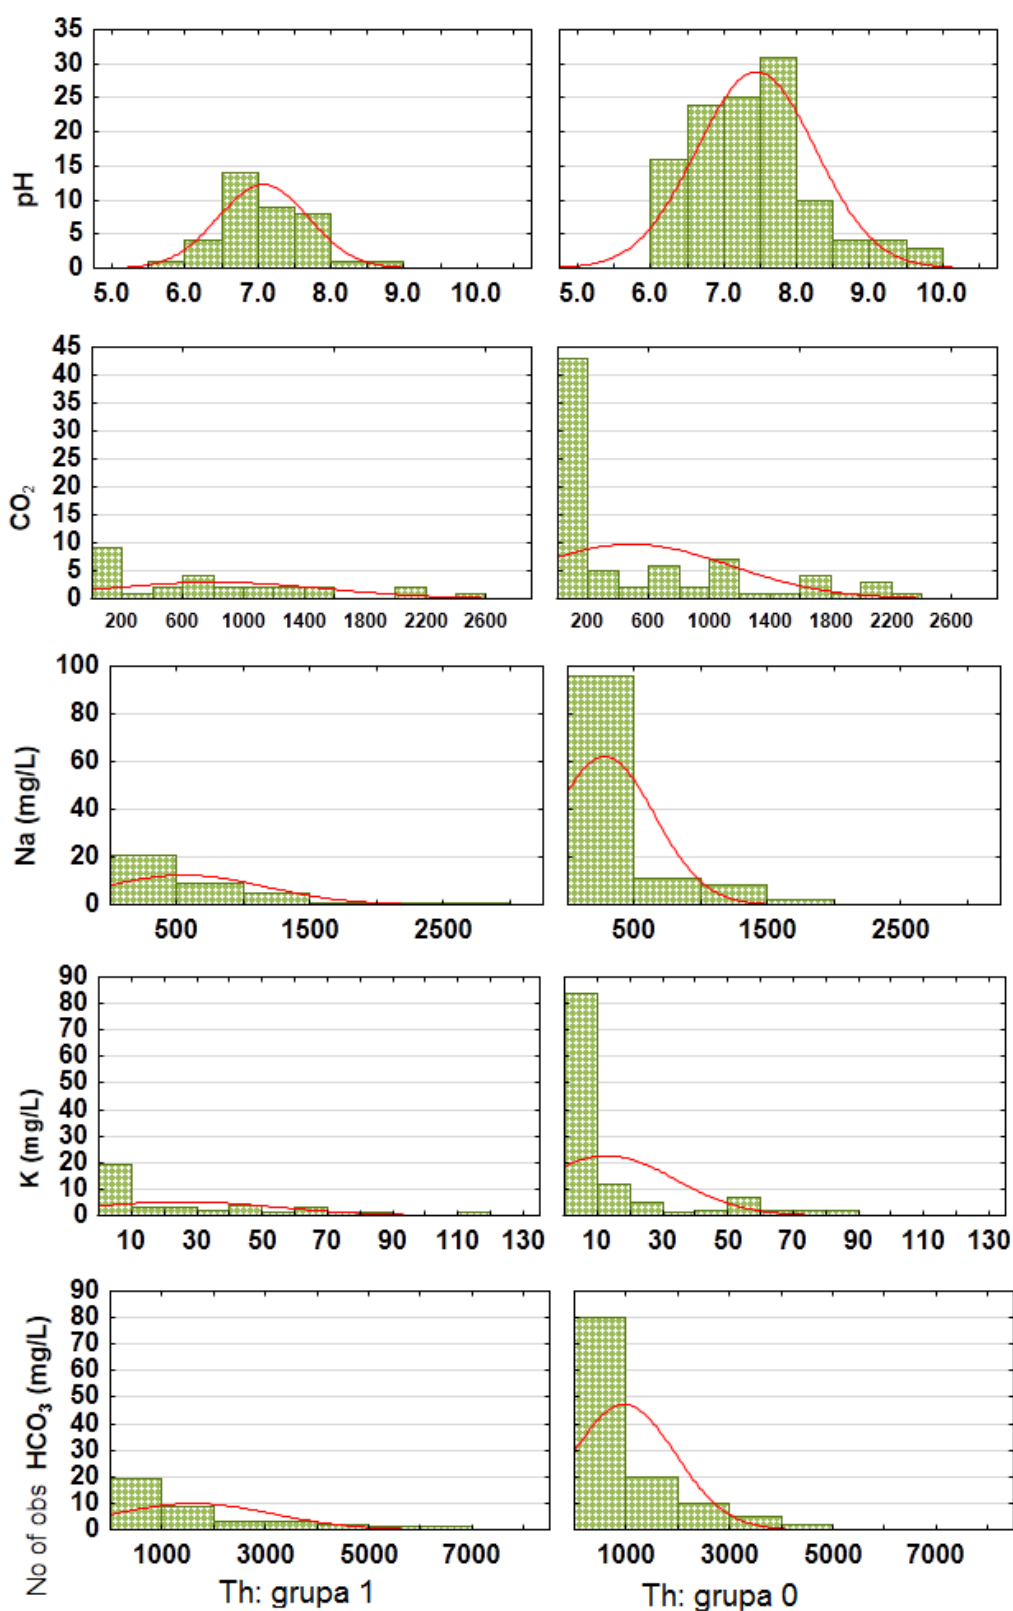 35
30
25
20
15
10
5
0
pH
5.0 6.0 7.0 8.0 9.0 10.0
5.0 6.0 7.0 8.0 9.0 10.0
45
40
35
30
25
20
15
10
5
0
CO₂
200 600 1000 1400 1800 2200 2600
200 600 1000 1400 1800 2200 2600
100
80
60
40
20
0
Na (mg/L)
500 1500 2500
500 1500 2500
90
80
70
60
50
40
30
20
10
0
K (mg/L)
10 30 50 70 90 110 130
10 30 50 70 90 110 130
90
80
70
60
50
40
30
20
10
0
No of obs HCO₃ (mg/L)
1000 3000 5000 7000
1000 3000 5000 7000
Th: grupa 1
Th: grupa 0